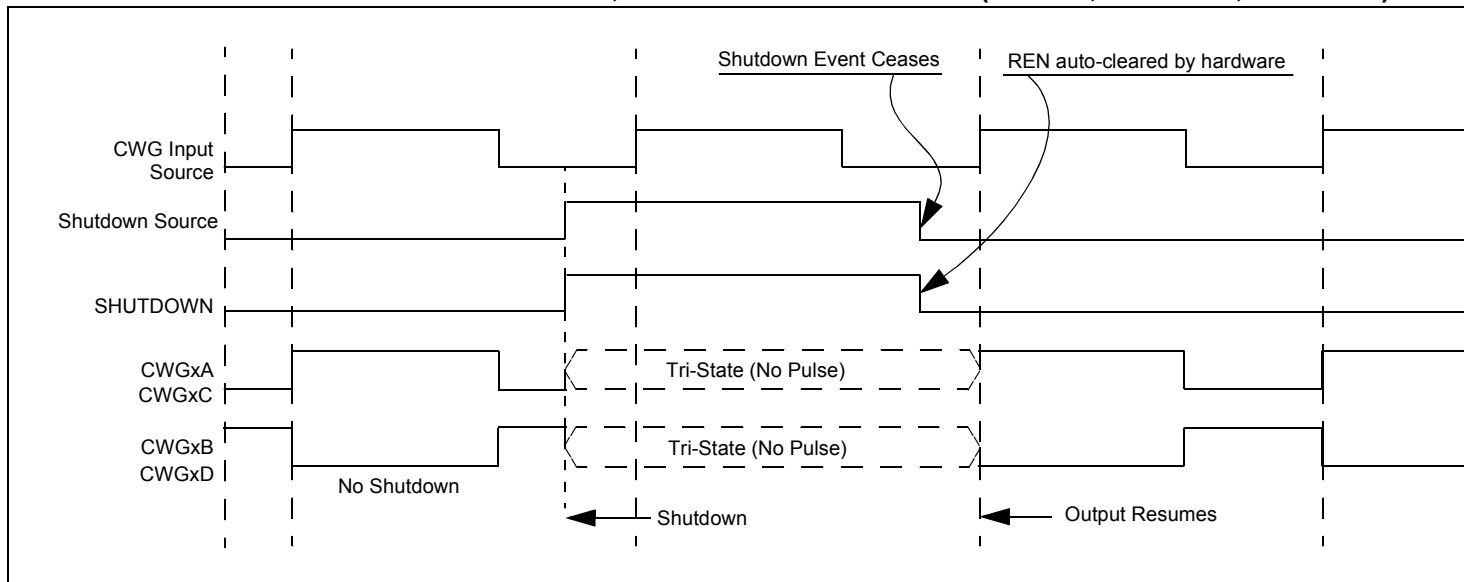 Shutdown Event Ceases
REN auto-cleared by hardware
CWG Input
Source
Shutdown Source
SHUTDOWN
CWGxA
CWGxC
Tri-State (No Pulse)
CWGxB
CWGxD
Tri-State (No Pulse)
No Shutdown
Shutdown
Output Resumes